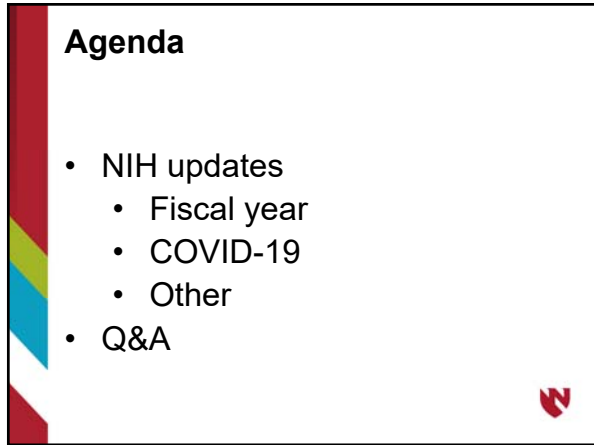 Agenda
• NIH updates
• Fiscal year
• COVID-19
• Other
• Q&A